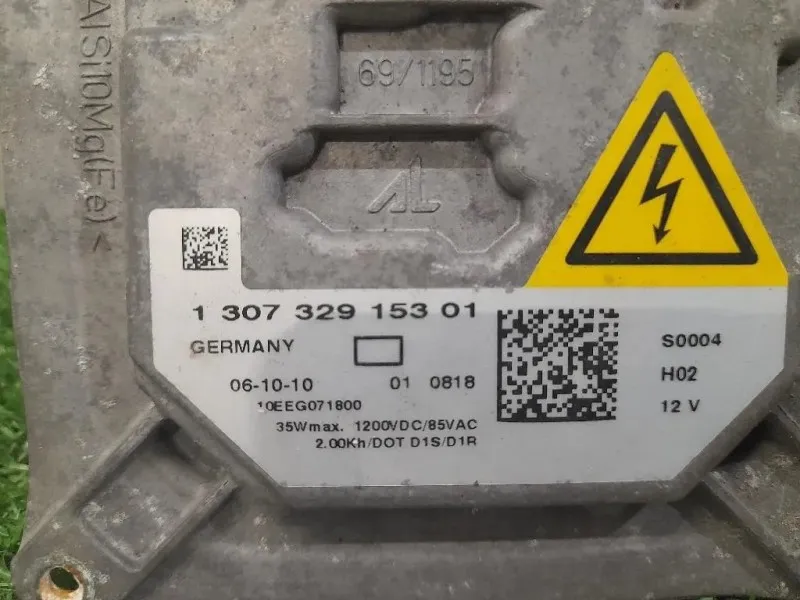 AlSi10Mg(Fe)<
69/1195
AL
1 307 329 153 01
GERMANY
06-10-10 01 0818
10EEG071800
35Wmax. 1200VDC/85VAC
2.00Kh/DOT D1S/D1R
S0004
H02
12 V